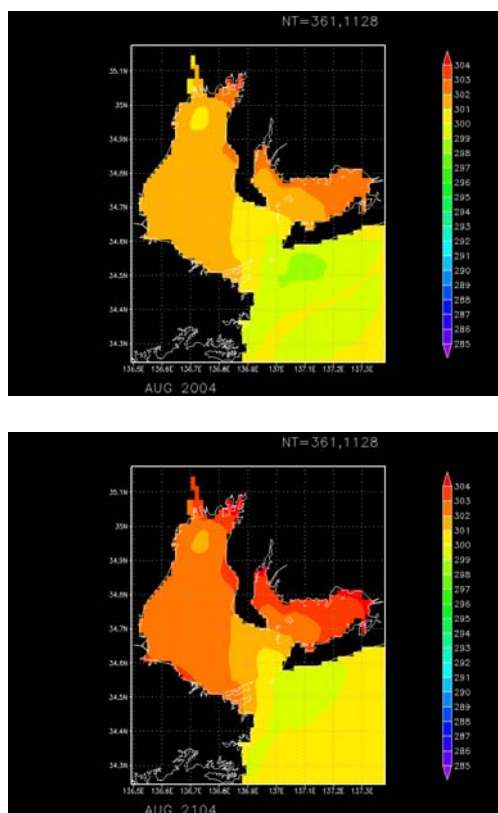 NT=361,1128
304
303
302
301
300
299
298
297
296
295
294
293
292
291
290
289
288
287
286
285
35.1N
35N
34.9N
34.8N
34.7N
34.6N
34.5N
34.4N
34.3N
136.5E 136.6E 136.7E 136.8E 136.9E 137E 137.1E 137.2E 137.3E
AUG 2004
NT=361,1128
304
303
302
301
300
299
298
297
296
295
294
293
292
291
290
289
288
287
286
285
35.1N
35N
34.9N
34.8N
34.7N
34.6N
34.5N
34.4N
34.3N
136.5E 136.6E 136.7E 136.8E 136.9E 137E 137.1E 137.2E 137.3E
AUG 2104